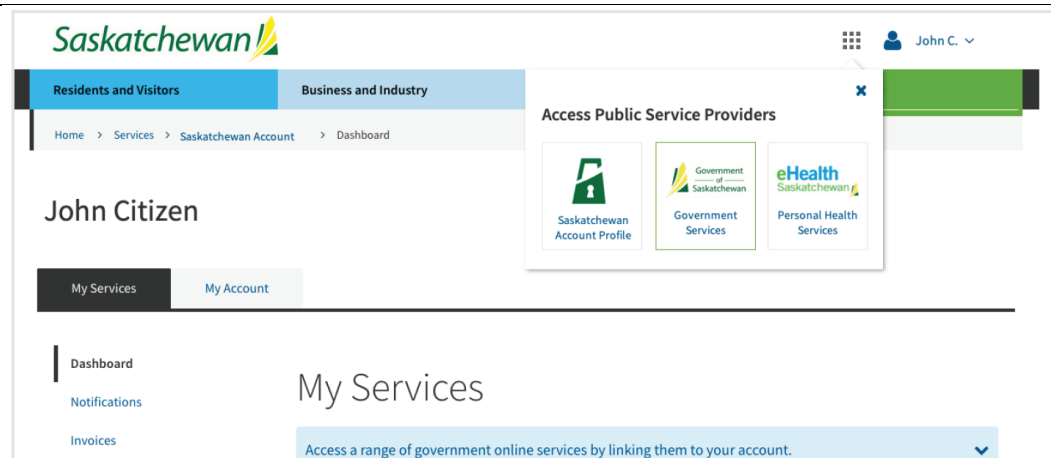 Saskatchewan
John C.
Residents and Visitors
Business and Industry
Home > Services > Saskatchewan Account > Dashboard
Access Public Service Providers
Saskatchewan
Account Profile
Government
of
Saskatchewan
Government
Services
eHealth
Saskatchewan
Personal Health
Services
John Citizen
My Services
My Account
Dashboard
Notifications
Invoices
My Services
Access a range of government online services by linking them to your account.